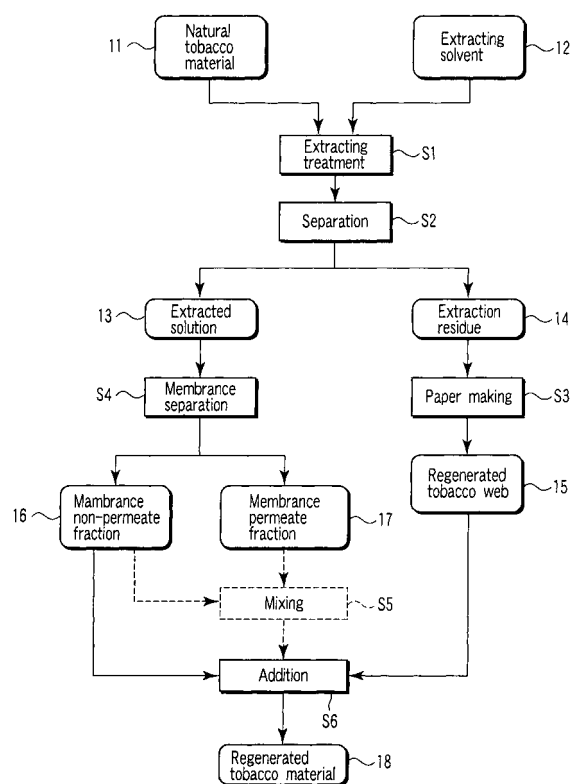 11
Natural
tobacco
material
Extracting
solvent
12
Extracting
treatment
S1
Separation
S2
13
Extracted
solution
Extraction
residue
14
S4
Membrance
separation
Paper making
S3
16
Mambrance
non-permeate
fraction
Membrance
permeate
fraction
17
Regenerated
tobacco web
15
Mixing
S5
Addition
S6
Regenerated
tobacco material
18